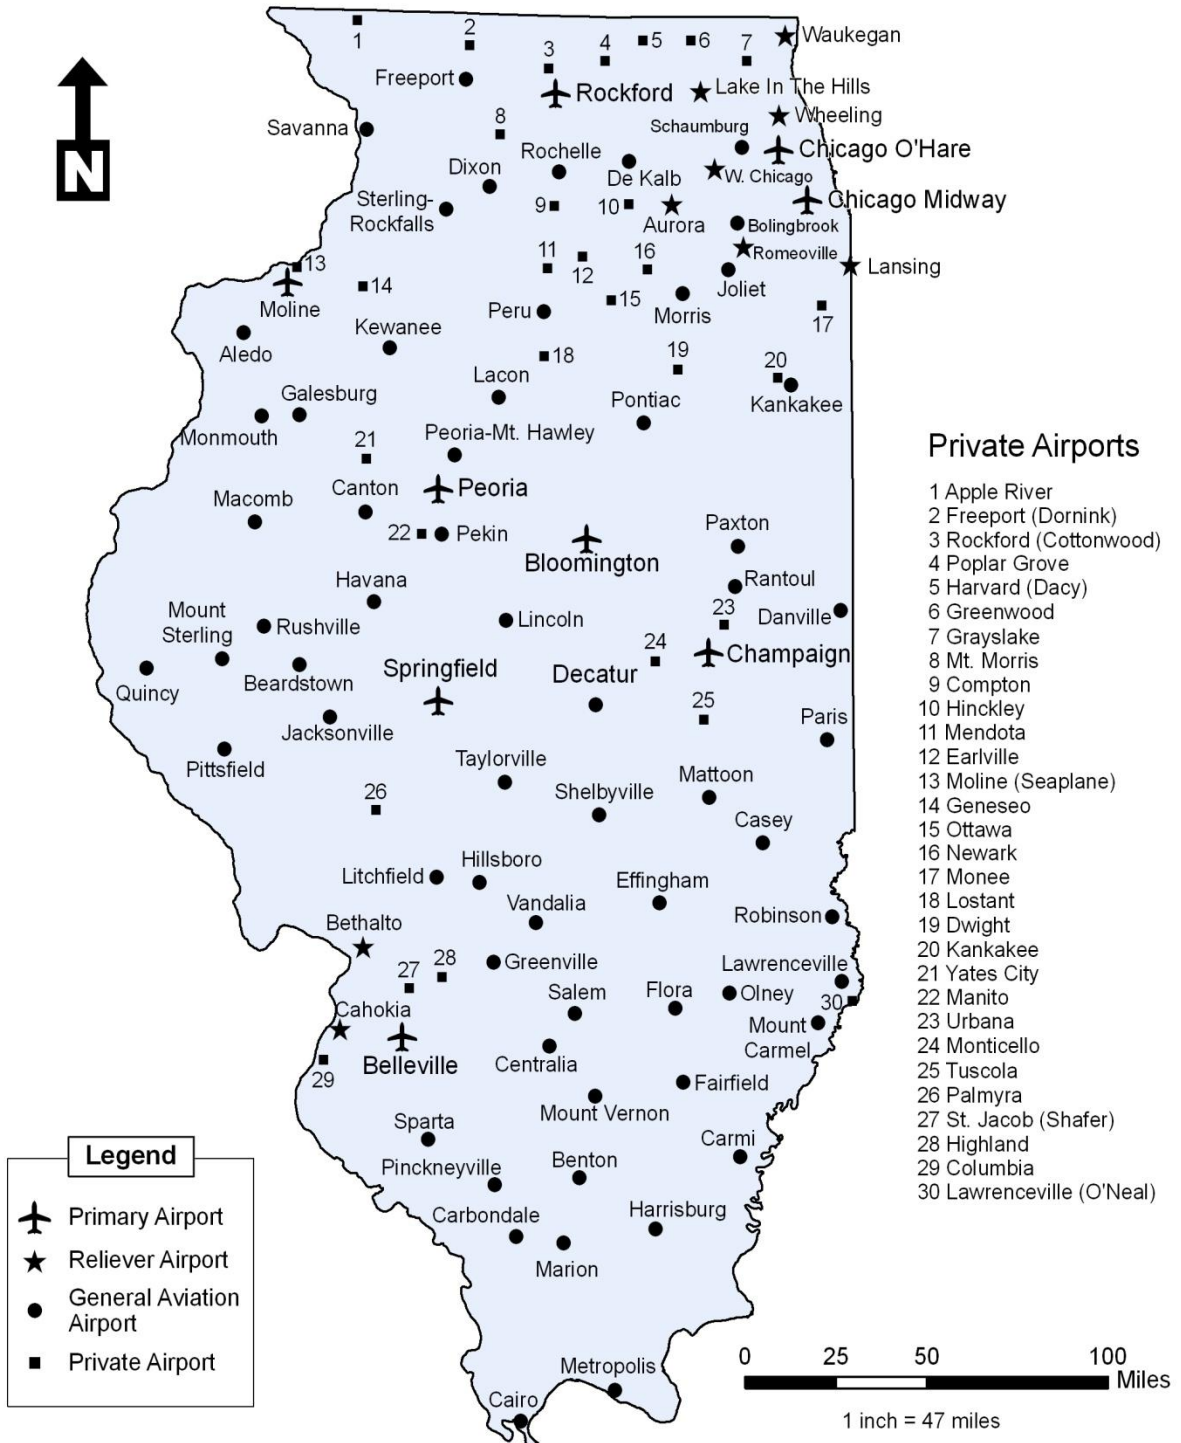 1
2
3
4
5
6
7
Waukegan
Freeport
Rockford
Lake In The Hills
Wheeling
Savanna
8
Schaumburg
Chicago O'Hare
N
Dixon
Rochelle
De Kalb
W. Chicago
Sterling-
Rockfalls
9
10
Aurora
Chicago Midway
Bolingbrook
Romeoville
Lansing
13
Moline
14
11
12
16
15
Joliet
Morris
17
Peru
Aledo
Kewanee
18
19
20
Kankakee
Lacon
Galesburg
Monmouth
Pontiac
Peoria-Mt. Hawley
21
Canton
Peoria
Macomb
22
Pekin
Bloomington
Paxton
Rantoul
Havana
Lincoln
Danville
Mount
Sterling
Rushville
23
24
Champaign
Quincy
Beardstown
Springfield
Decatur
25
Paris
Jacksonville
Pittsfield
Taylorville
Shelbyville
Mattoon
26
Casey
Litchfield
Hillsboro
Effingham
Vandalia
Robinson
Bethalto
27
28
Greenville
Lawrenceville
Salem
Flora
Olney
30
Cahokia
Mount
Carmel
29
Belleville
Centralia
Fairfield
Mount Vernon
Sparta
Carmi
Pinckneyville
Benton
Carbondale
Harrisburg
Marion
Metropolis
Cairo
Private Airports
1 Apple River
2 Freeport (Dornink)
3 Rockford (Cottonwood)
4 Poplar Grove
5 Harvard (Dacy)
6 Greenwood
7 Grayslake
8 Mt. Morris
9 Compton
10 Hinckley
11 Mendota
12 Earlville
13 Moline (Seaplane)
14 Geneseo
15 Ottawa
16 Newark
17 Monee
18 Lostant
19 Dwight
20 Kankakee
21 Yates City
22 Manito
23 Urbana
24 Monticello
25 Tuscola
26 Palmyra
27 St. Jacob (Shafer)
28 Highland
29 Columbia
30 Lawrenceville (O'Neal)
Legend
Primary Airport
Reliever Airport
General Aviation
Airport
Private Airport
0 25 50 100
Miles
1 inch = 47 miles